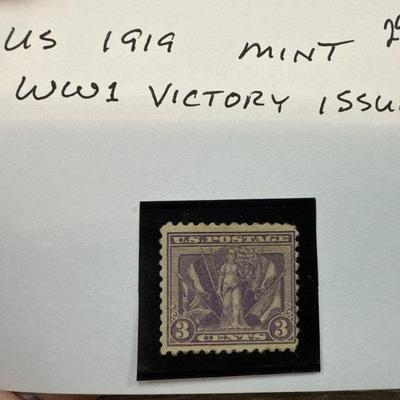 US 1919 MINT
WW1 VICTORY ISSU
U.S. POSTAGE
3 3
CENTS